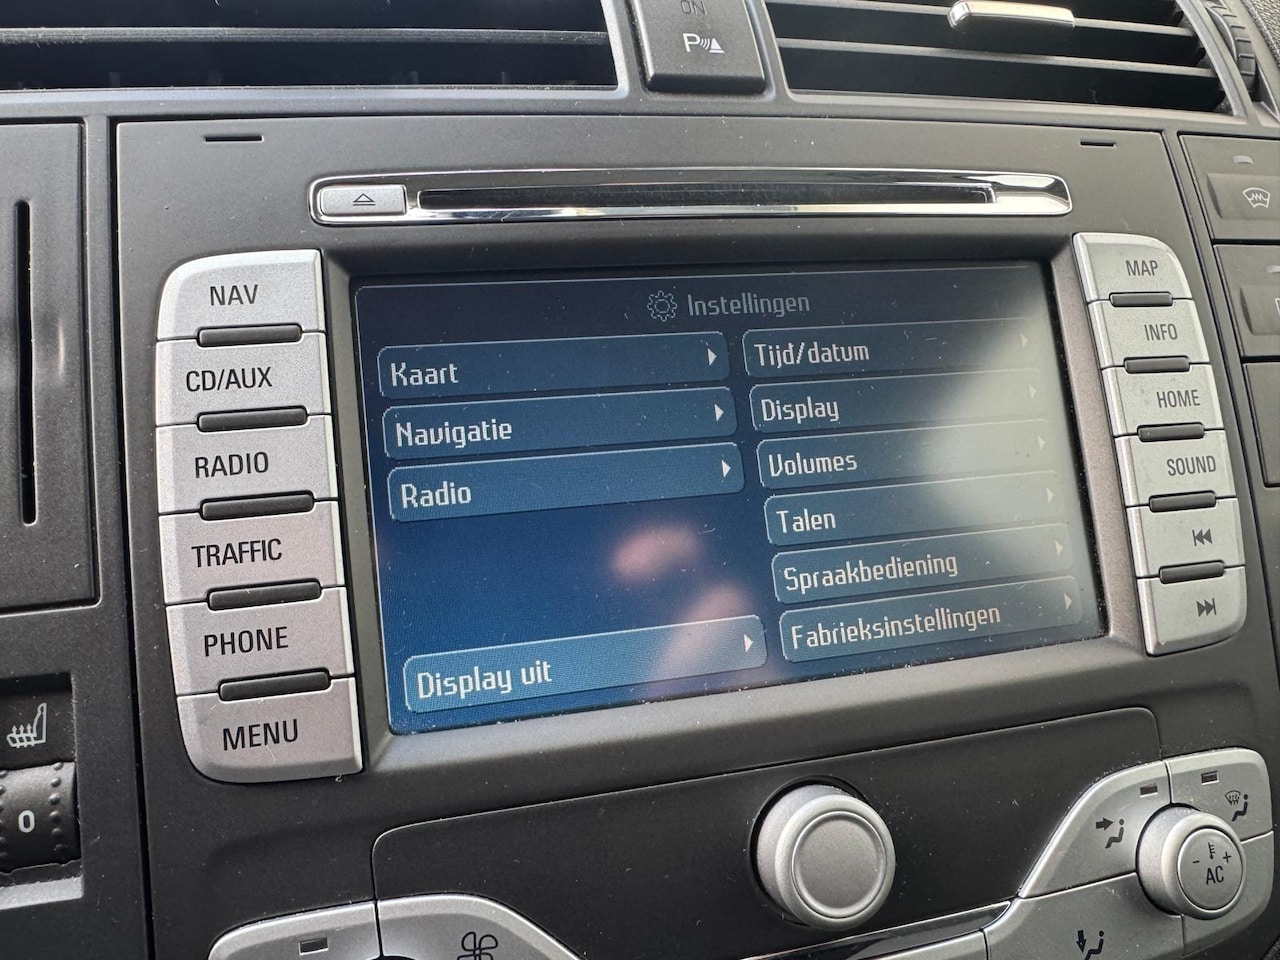 ON
P
NAV
CD/AUX
RADIO
TRAFFIC
PHONE
MENU
Instellingen
Kaart
Navigatie
Radio
Display uit
Tijd/datum
Display
Volumes
Talen
Spraakbediening
Fabrieksinstellingen
MAP
INFO
HOME
SOUND
0
- +
AC